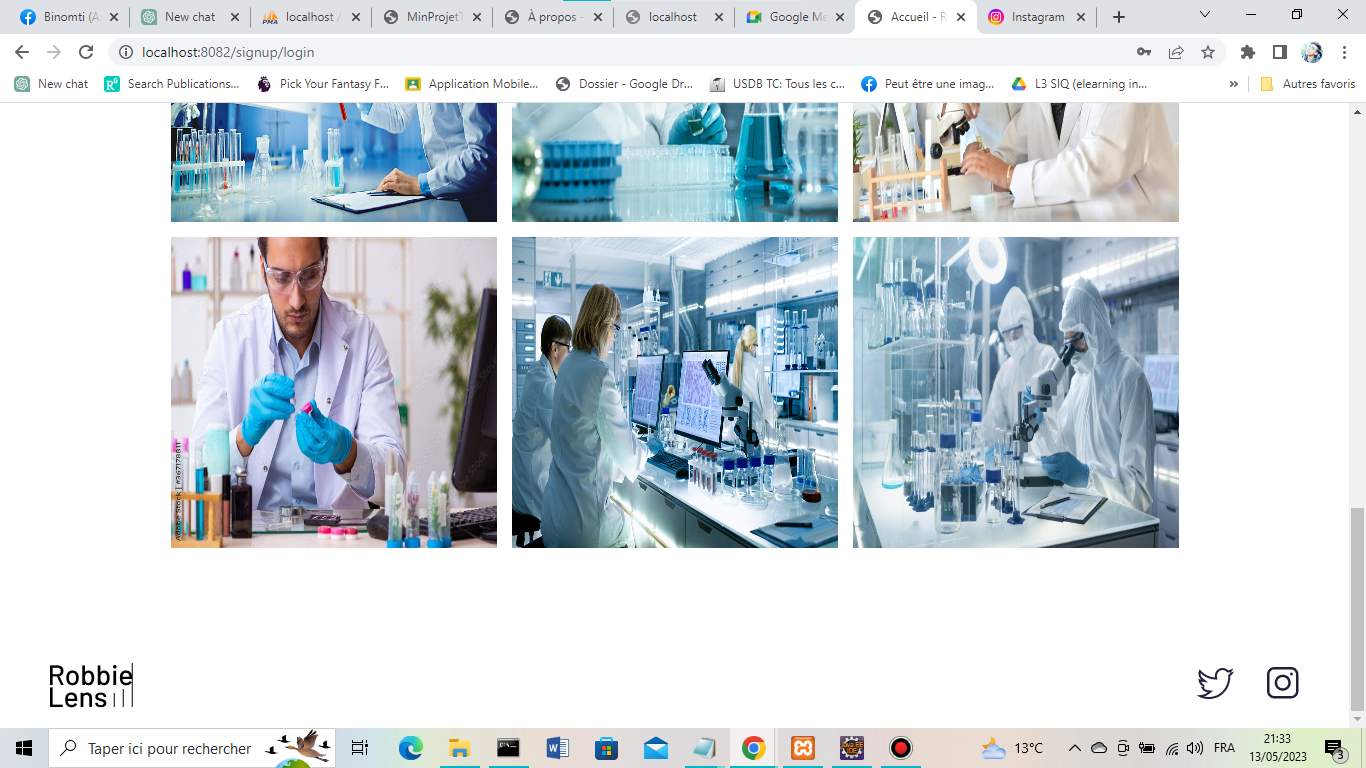 Binomti (A
New chat
localhost /
MinProjetT
À propos -
localhost
Google Me
Accueil - R
Instagram
localhost:8082/signup/login
New chat
Search Publications...
Pick Your Fantasy F...
Application Mobile...
Dossier - Google Dr...
USDB TC: Tous les c...
Peut être une imag...
L3 SIQ (elearning in...
»
Autres favoris
Adobe Stock | #367178811
Robbie
Lens
Taper ici pour rechercher
13°C
FRA
21:33
13/05/2023
3